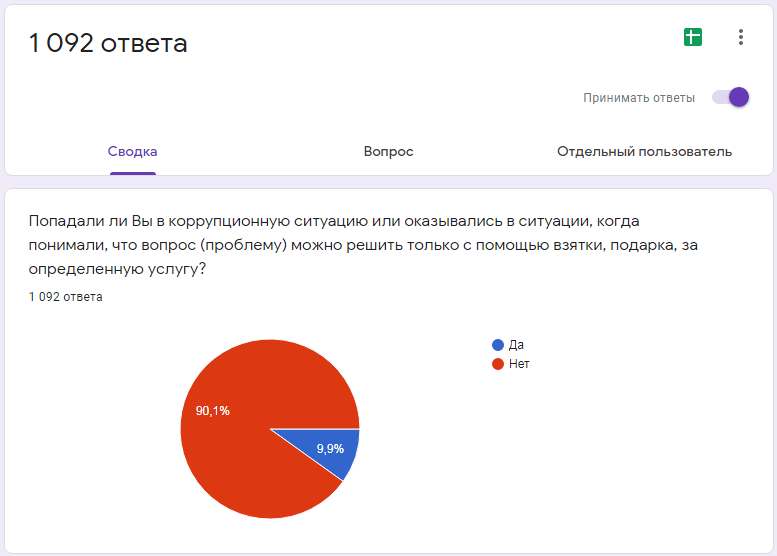 1 092 ответа
Принимать ответы
Сводка
Вопрос
Отдельный пользователь
Попадали ли Вы в коррупционную ситуацию или оказывались в ситуации, когда
понимали, что вопрос (проблему) можно решить только с помощью взятки, подарка, за
определенную услугу?
1 092 ответа
Да
Нет
90,1%
9,9%